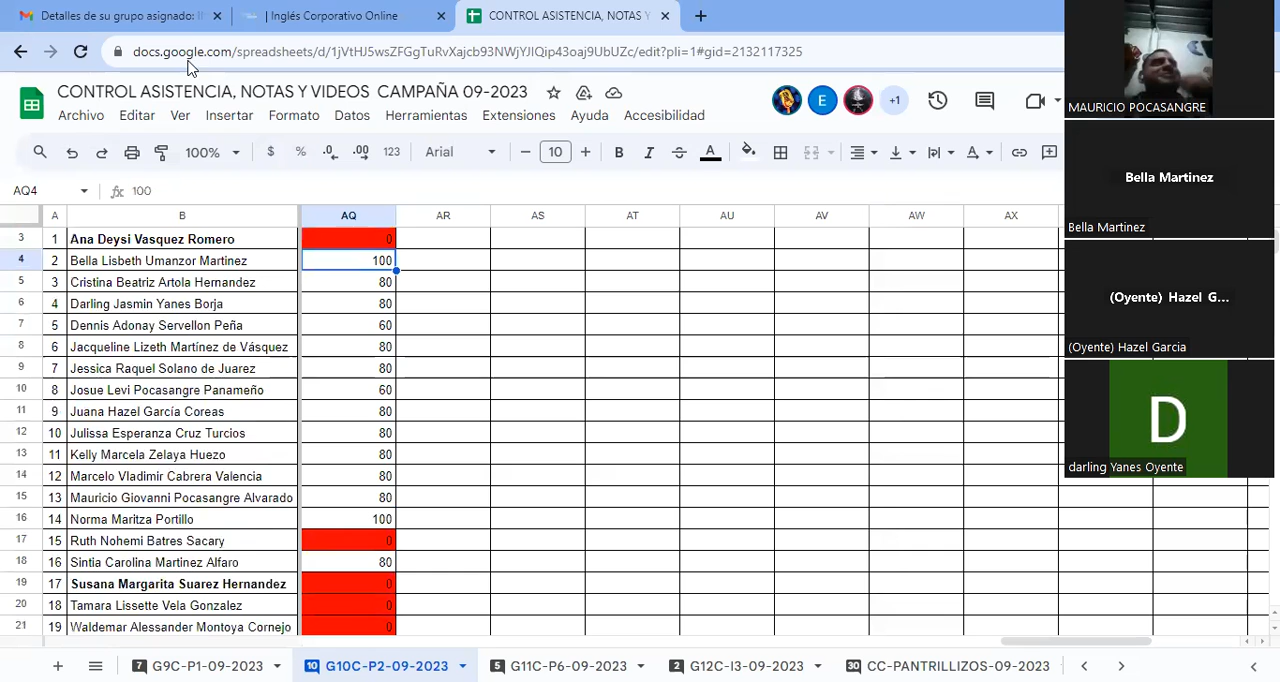 Detalles de su grupo asignado: I
Inglés Corporativo Online
CONTROL ASISTENCIA, NOTAS Y
docs.google.com/spreadsheets/d/1jVtHJ5wsZFGgTuRvXajcb93NWjYJIQip43oaj9UbUZc/edit?pli=1#gid=2132117325
CONTROL ASISTENCIA, NOTAS Y VIDEOS CAMPAÑA 09-2023
E
+1
Archivo Editar Ver Insertar Formato Datos Herramientas Extensiones Ayuda Accesibilidad
100% $ % .0 .00 123 Arial 10 B I A
AQ4 fx 100
A B AQ AR AS AT AU AV AW AX
3 1 Ana Deysi Vasquez Romero 0
4 2 Bella Lisbeth Umanzor Martinez 100
5 3 Cristina Beatriz Artola Hernandez 80
6 4 Darling Jasmin Yanes Borja 80
7 5 Dennis Adonay Servellon Peña 60
8 6 Jacqueline Lizeth Martínez de Vásquez 80
9 7 Jessica Raquel Solano de Juarez 80
10 8 Josue Levi Pocasangre Panameño 60
11 9 Juana Hazel García Coreas 80
12 10 Julissa Esperanza Cruz Turcios 80
13 11 Kelly Marcela Zelaya Huezo 80
14 12 Marcelo Vladimir Cabrera Valencia
15 13 Mauricio Giovanni Pocasangre Alvarado 80
16 14 Norma Maritza Portillo 100
17 15 Ruth Nohemi Batres Sacary 0
18 16 Sintia Carolina Martinez Alfaro 80
19 17 Susana Margarita Suarez Hernandez 0
20 18 Tamara Lissette Vela Gonzalez 0
21 19 Waldemar Alessander Montoya Cornejo 0
7 G9C-P1-09-2023 10 G10C-P2-09-2023 5 G11C-P6-09-2023 2 G12C-I3-09-2023 30 CC-PANTRILLIZOS-09-2023
MAURICIO POCASANGRE
Bella Martinez
Bella Martinez
(Oyente) Hazel G...
(Oyente) Hazel Garcia
D
darling Yanes Oyente